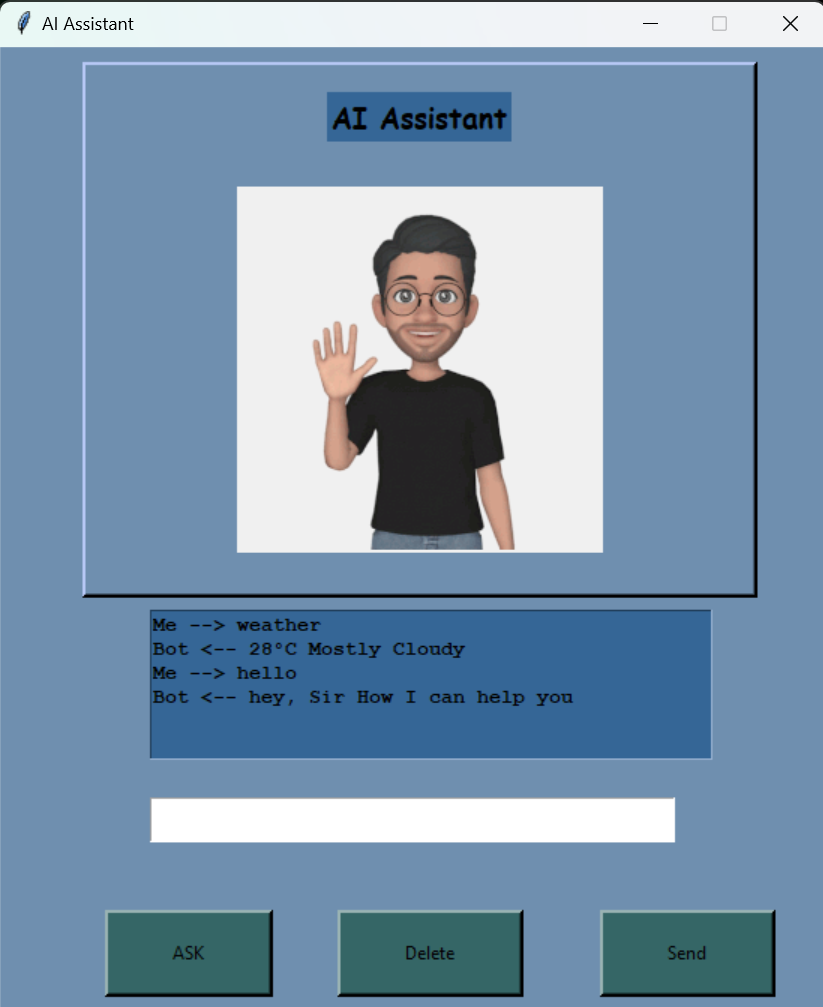 AI Assistant
AI Assistant
Me --> weather
Bot <-- 28°C Mostly Cloudy
Me --> hello
Bot <-- hey, Sir How I can help you
ASK Delete Send